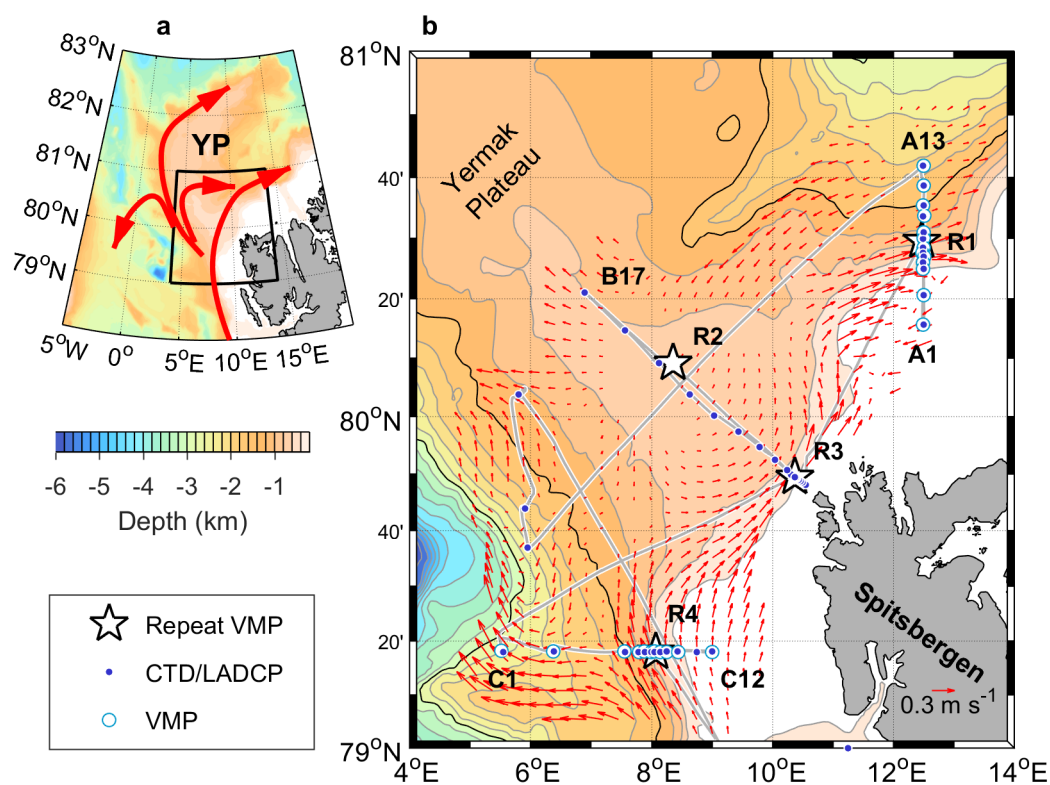 a
83°N
82°N
81°N
80°N
79°N
5°W
0°
5°E
10°E
15°E
YP
-6
-5
-4
-3
-2
-1
Depth (km)
Repeat VMP
CTD/LADCP
VMP
b
81°N
40'
20'
80°N
40'
20'
79°N
4°E
6°E
8°E
10°E
12°E
14°E
Yermak
Plateau
A13
R1
A1
B17
R2
R3
R4
C1
C12
Spitsbergen
0.3 m s-1